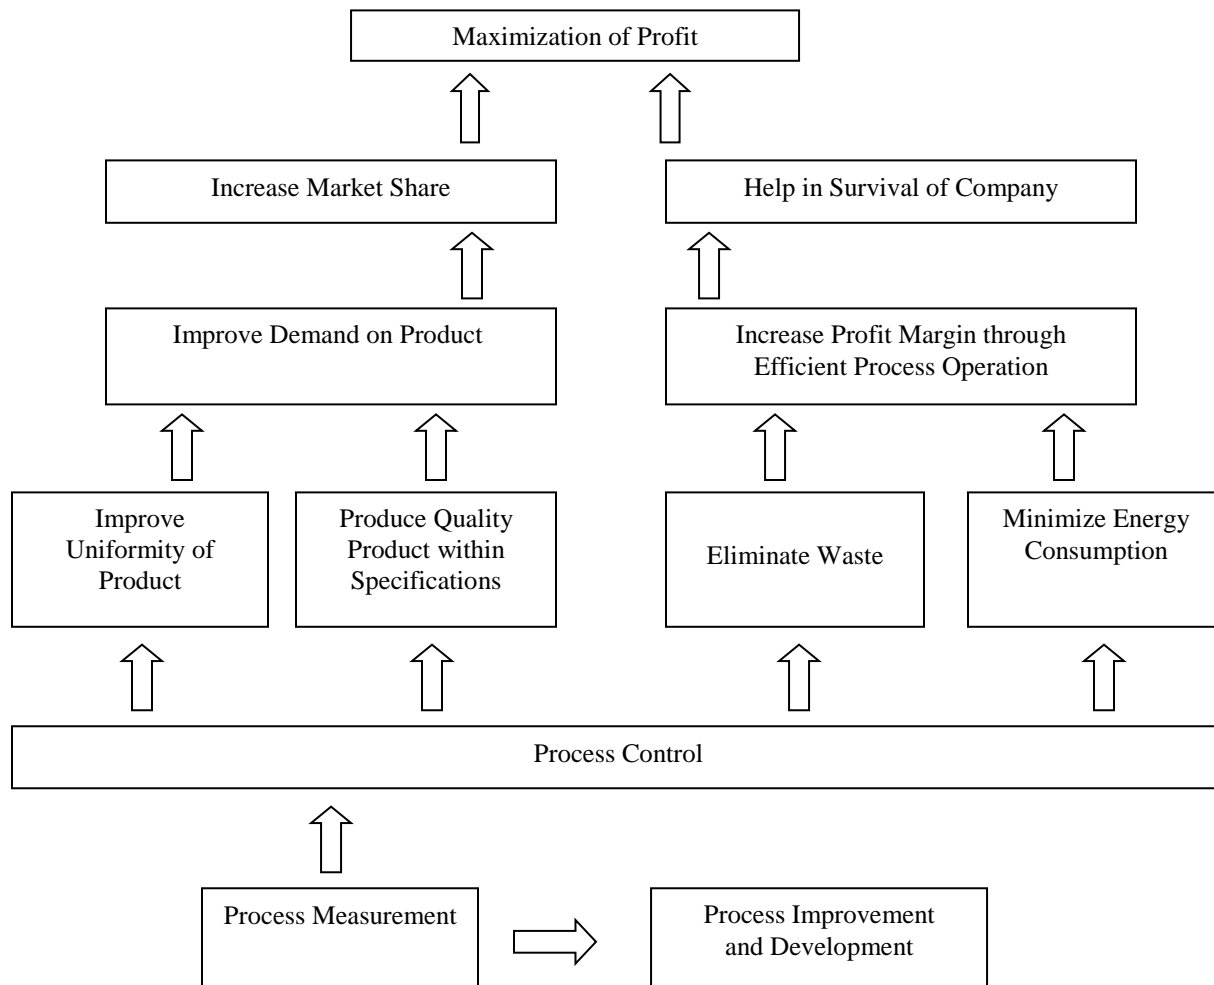 Maximization of Profit
Increase Market Share
Help in Survival of Company
Improve Demand on Product
Increase Profit Margin through
Efficient Process Operation
Improve
Uniformity of
Product
Produce Quality
Product within
Specifications
Eliminate Waste
Minimize Energy
Consumption
Process Control
Process Measurement
Process Improvement
and Development